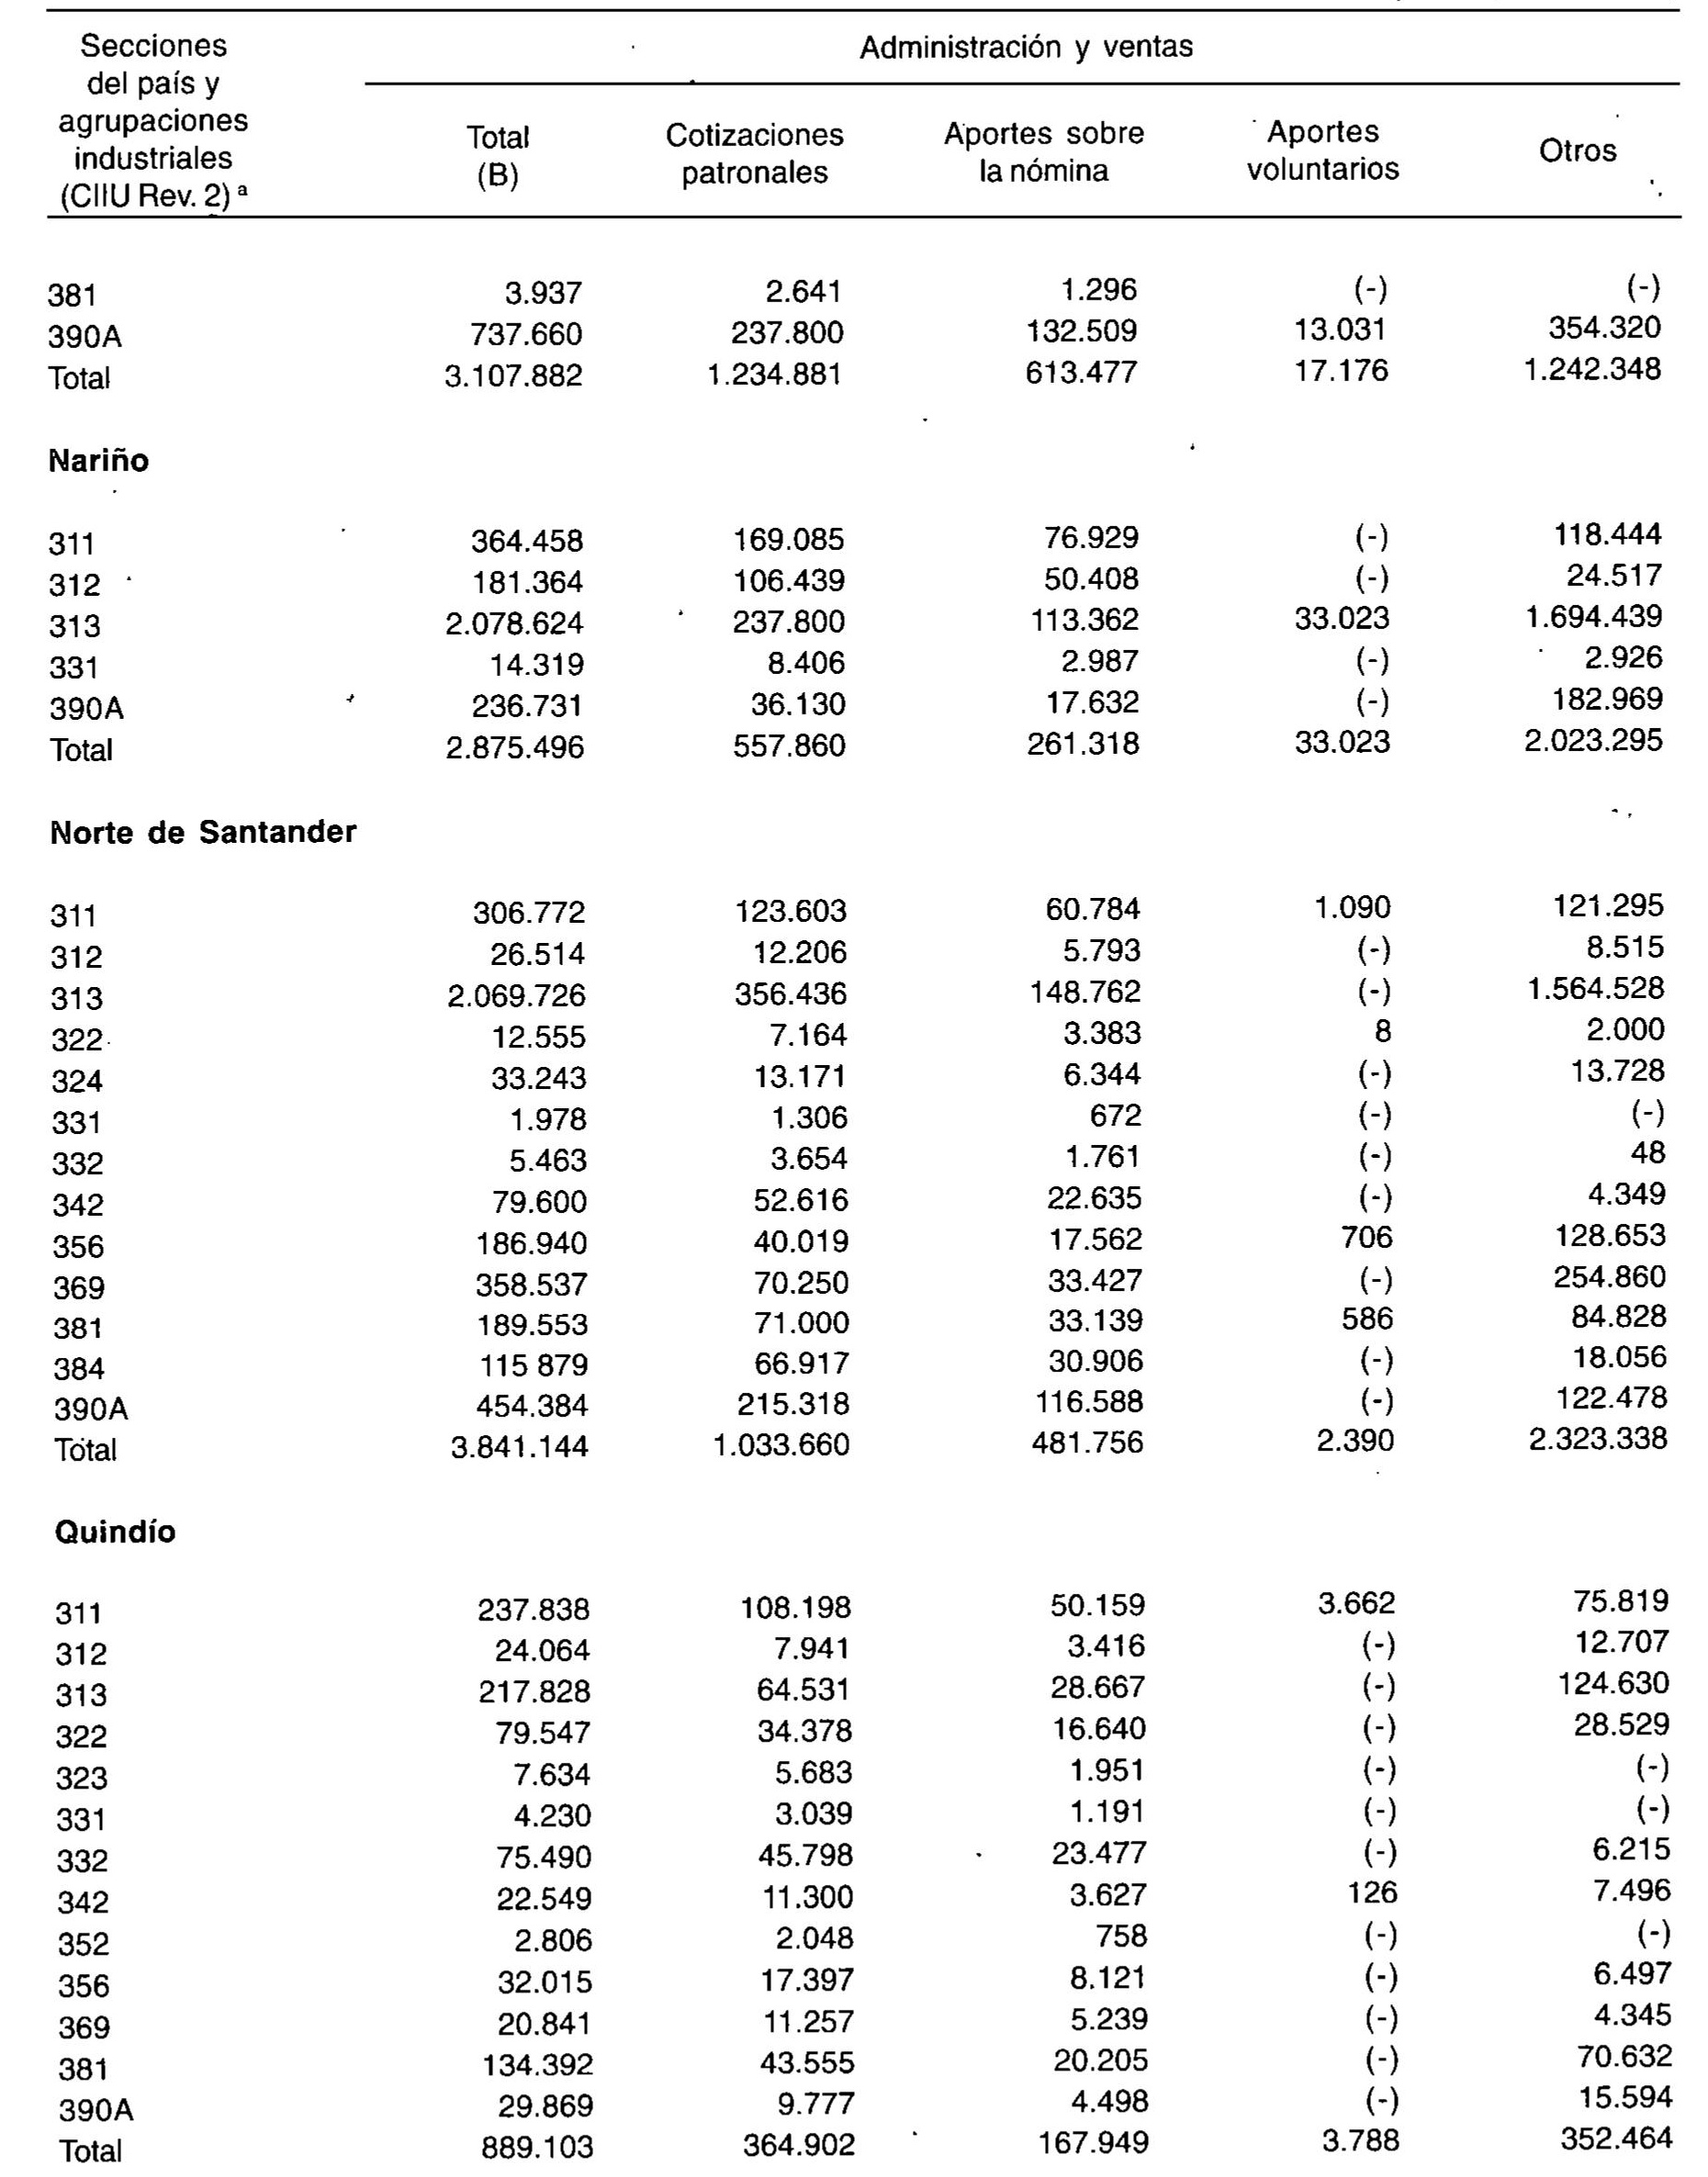 Secciones
del país y
agrupaciones
industriales
(CIIU Rev. 2) a
Administración y ventas
Total
(B)
Cotizaciones
patronales
Aportes sobre
la nómina
Aportes
voluntarios
Otros
381 3.937 2.641 1.296 (-) (-)
390A 737.660 237.800 132.509 13.031 354.320
Total 3.107.882 1.234.881 613.477 17.176 1.242.348
Nariño
311 364.458 169.085 76.929 (-) 118.444
312 181.364 106.439 50.408 (-) 24.517
313 2.078.624 237.800 113.362 33.023 1.694.439
331 14.319 8.406 2.987 (-) 2.926
390A 236.731 36.130 17.632 (-) 182.969
Total 2.875.496 557.860 261.318 33.023 2.023.295
Norte de Santander
311 306.772 123.603 60.784 1.090 121.295
312 26.514 12.206 5.793 (-) 8.515
313 2.069.726 356.436 148.762 (-) 1.564.528
322 12.555 7.164 3.383 8 2.000
324 33.243 13.171 6.344 (-) 13.728
331 1.978 1.306 672 (-) (-)
332 5.463 3.654 1.761 (-) 48
342 79.600 52.616 22.635 (-) 4.349
356 186.940 40.019 17.562 706 128.653
369 358.537 70.250 33.427 (-) 254.860
381 189.553 71.000 33.139 586 84.828
384 115 879 66.917 30.906 (-) 18.056
390A 454.384 215.318 116.588 (-) 122.478
Total 3.841.144 1.033.660 481.756 2.390 2.323.338
Quindío
311 237.838 108.198 50.159 3.662 75.819
312 24.064 7.941 3.416 (-) 12.707
313 217.828 64.531 28.667 (-) 124.630
322 79.547 34.378 16.640 (-) 28.529
323 7.634 5.683 1.951 (-) (-)
331 4.230 3.039 1.191 (-) (-)
332 75.490 45.798 23.477 (-) 6.215
342 22.549 11.300 3.627 126 7.496
352 2.806 2.048 758 (-) (-)
356 32.015 17.397 8.121 (-) 6.497
369 20.841 11.257 5.239 (-) 4.345
381 134.392 43.555 20.205 (-) 70.632
390A 29.869 9.777 4.498 (-) 15.594
Total 889.103 364.902 167.949 3.788 352.464